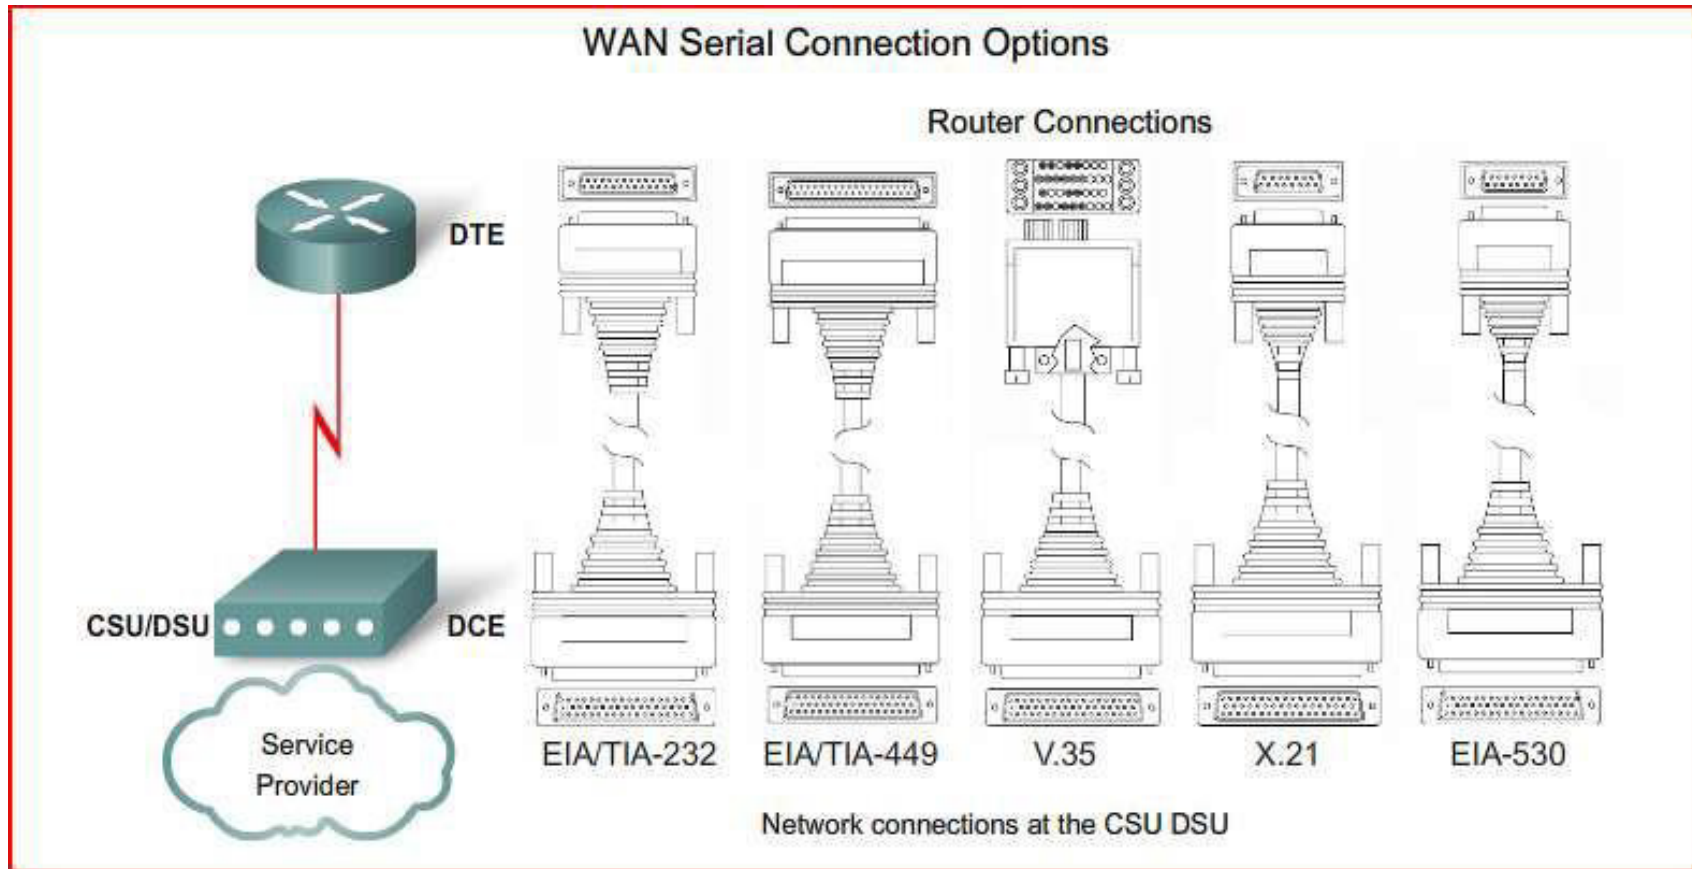 WAN Serial Connection Options
Router Connections
DTE
CSU/DSU
DCE
Service
Provider
EIA/TIA-232
EIA/TIA-449
V.35
X.21
EIA-530
Network connections at the CSU DSU